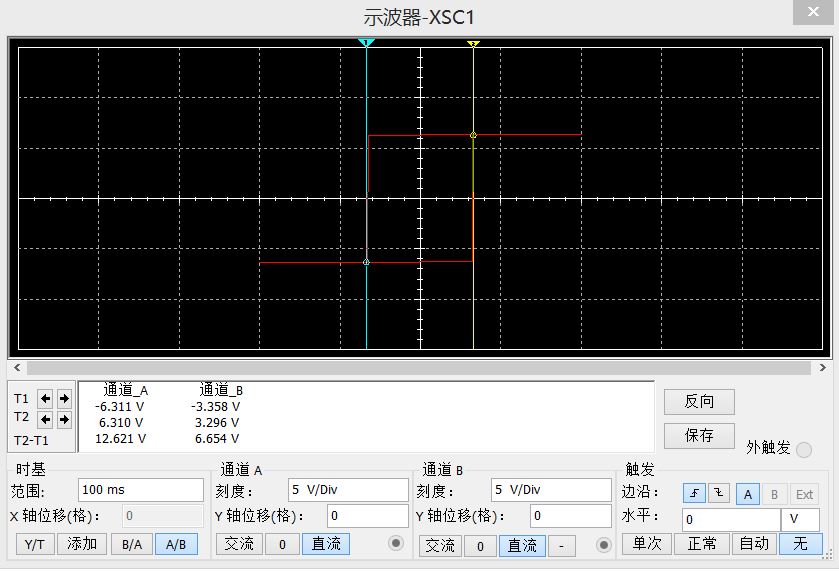 示波器-XSC1
T1
T2
T2-T1
通道_A 通道_B
-6.311 V -3.358 V
6.310 V 3.296 V
12.621 V 6.654 V
反向
保存
外触发
时基
范围: 100 ms
X 轴位移(格): 0
Y/T 添加 B/A A/B
通道 A
刻度: 5 V/Div
Y 轴位移(格): 0
交流 0 直流
通道 B
刻度: 5 V/Div
Y 轴位移(格): 0
交流 0 直流 -
触发
边沿: A B Ext
水平: 0 V
单次 正常 自动 无